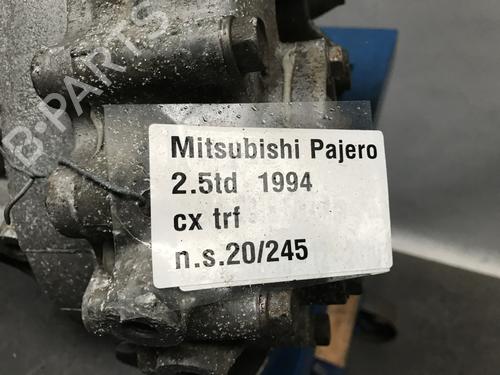 B-PARTS
Mitsubishi Pajero
2.5td 1994
cx trf
n.s.20/245